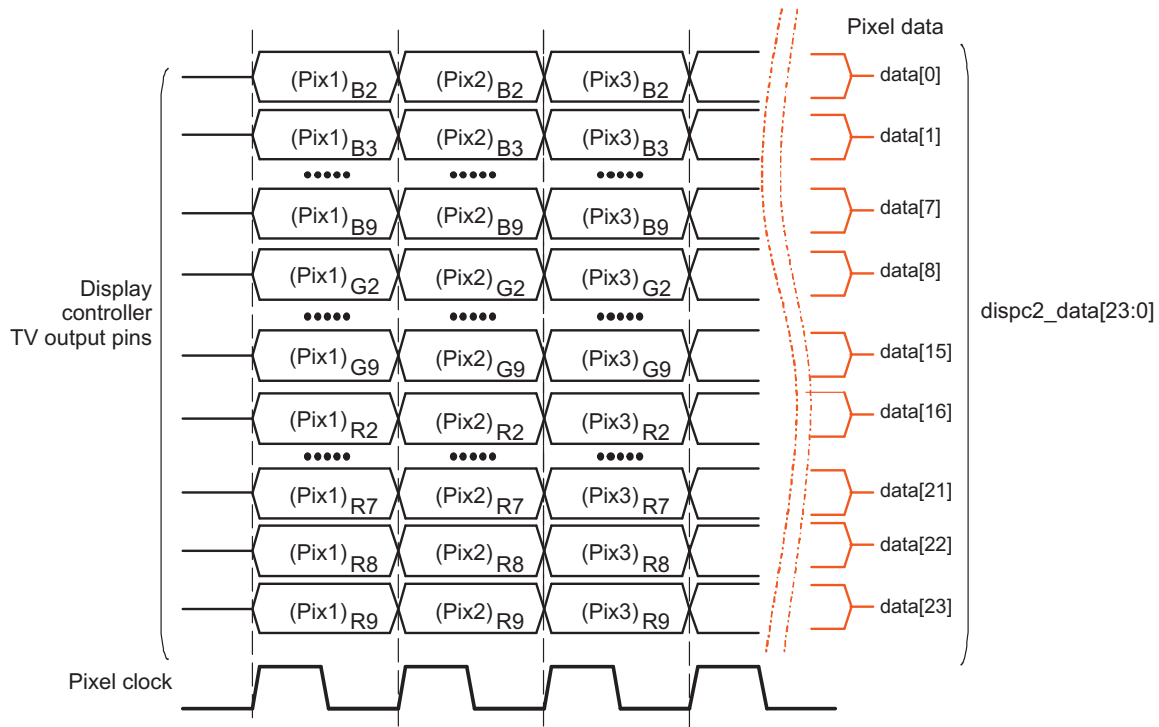 Pixel data
(Pix1)B2 (Pix2)B2 (Pix3)B2 data[0]
(Pix1)B3 (Pix2)B3 (Pix3)B3 data[1]
(Pix1)B9 (Pix2)B9 (Pix3)B9 data[7]
(Pix1)G2 (Pix2)G2 (Pix3)G2 data[8]
Display
controller
TV output pins
dispc2_data[23:0]
(Pix1)G9 (Pix2)G9 (Pix3)G9 data[15]
(Pix1)R2 (Pix2)R2 (Pix3)R2 data[16]
(Pix1)R7 (Pix2)R7 (Pix3)R7 data[21]
(Pix1)R8 (Pix2)R8 (Pix3)R8 data[22]
(Pix1)R9 (Pix2)R9 (Pix3)R9 data[23]
Pixel clock